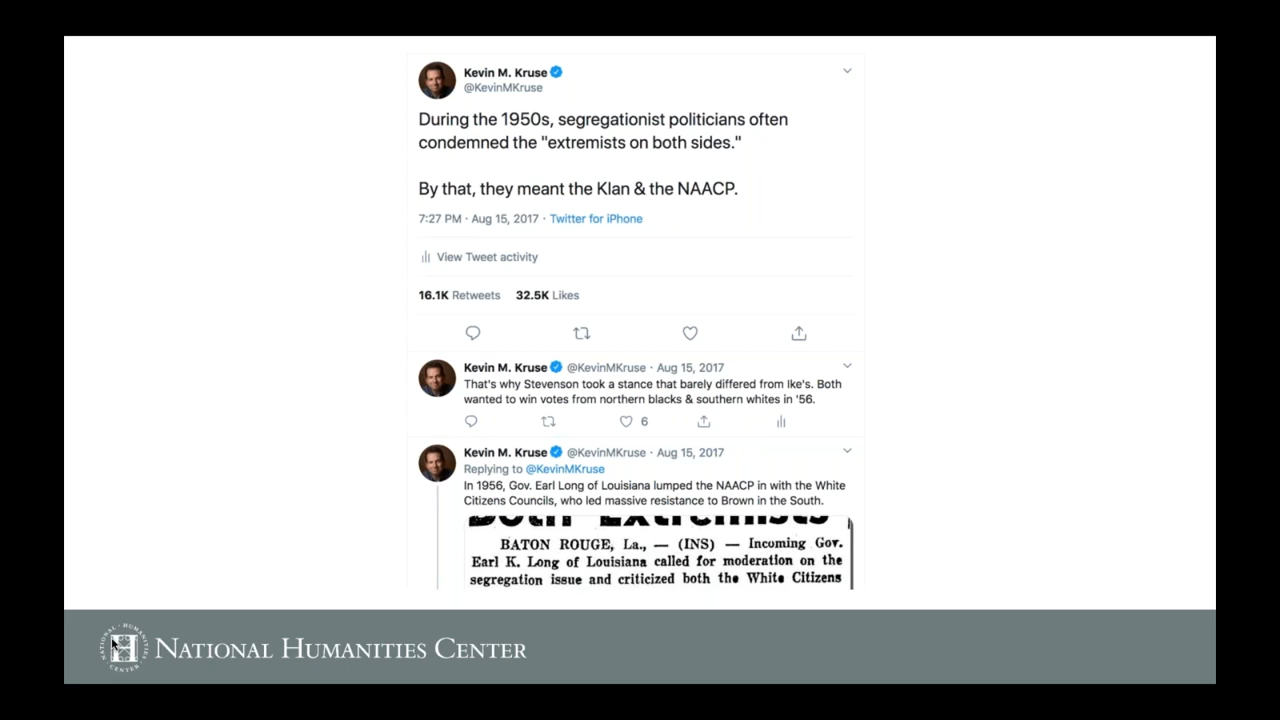 Kevin M. Kruse
@KevinMKruse
During the 1950s, segregationist politicians often
condemned the "extremists on both sides."
By that, they meant the Klan & the NAACP.
7:27 PM · Aug 15, 2017 · Twitter for iPhone
View Tweet activity
16.1K Retweets 32.5K Likes
Kevin M. Kruse @KevinMKruse · Aug 15, 2017
That's why Stevenson took a stance that barely differed from Ike's. Both
wanted to win votes from northern blacks & southern whites in '56.
6
Kevin M. Kruse @KevinMKruse · Aug 15, 2017
Replying to @KevinMKruse
In 1956, Gov. Earl Long of Louisiana lumped the NAACP in with the White
Citizens Councils, who led massive resistance to Brown in the South.
Both Extremists
BATON ROUGE, La., — (INS) — Incoming Gov.
Earl K. Long of Louisiana called for moderation on the
segregation issue and criticized both the White Citizens
NATIONAL HUMANITIES CENTER
NATIONAL HUMANITIES CENTER